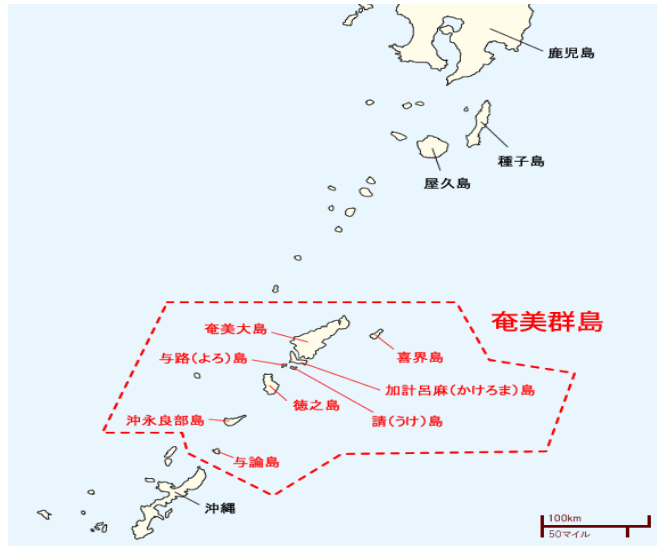 鹿児島
種子島
屋久島
奄美群島
奄美大島
喜界島
与路(よろ)島
加計呂麻(かけろま)島
徳之島
請(うけ)島
沖永良部島
与論島
沖縄
100km
50マイル